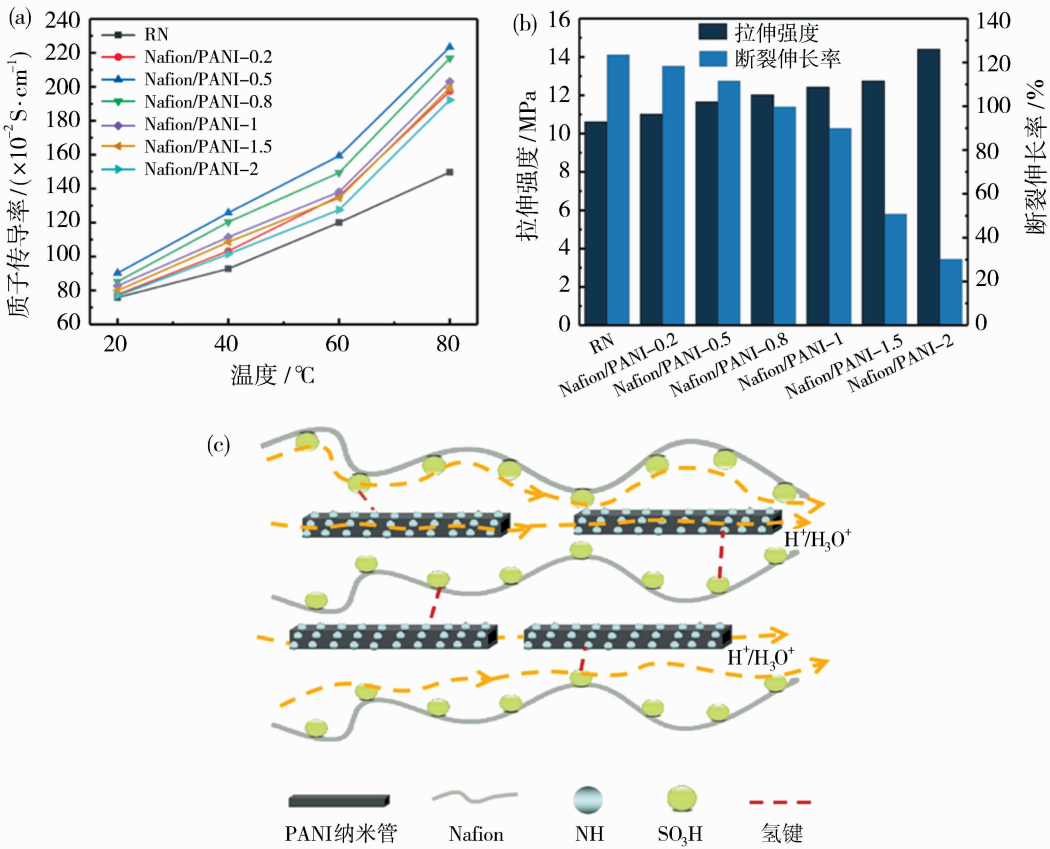 (a)
240
220
200
180
160
140
120
100
80
60
质子传导率/(×10⁻²S·cm⁻¹)
RN
Nafion/PANI-0.2
Nafion/PANI-0.5
Nafion/PANI-0.8
Nafion/PANI-1
Nafion/PANI-1.5
Nafion/PANI-2
20 40 60 80
温度/℃
(b)
16
14
12
10
8
6
4
2
0
拉伸强度/MPa
拉伸强度
断裂伸长率
140
120
100
80
60
40
20
0
断裂伸长率/%
RN
Nafion/PANI-0.2
Nafion/PANI-0.5
Nafion/PANI-0.8
Nafion/PANI-1
Nafion/PANI-1.5
Nafion/PANI-2
(c)
H⁺/H₃O⁺
H⁺/H₃O⁺
PANI纳米管 Nafion NH SO₃H 氢键